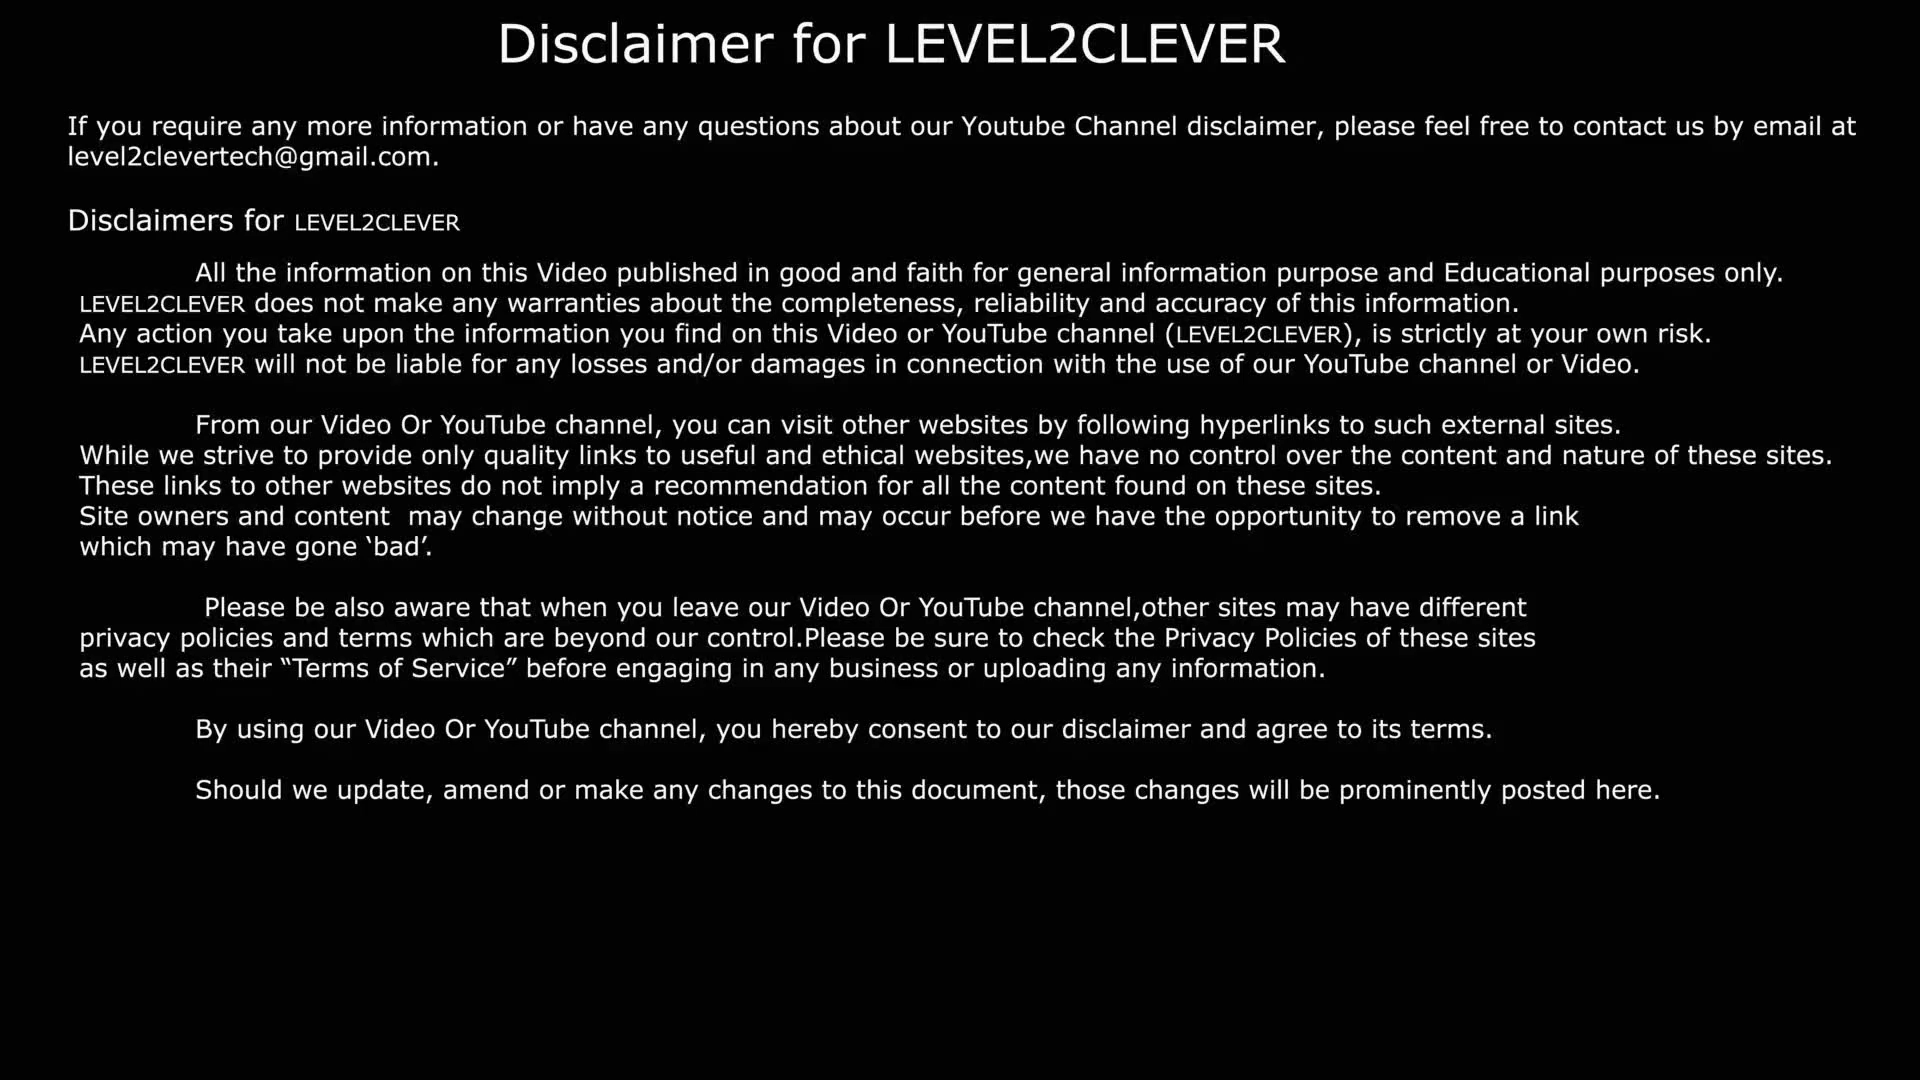 Disclaimer for LEVEL2CLEVER
If you require any more information or have any questions about our Youtube Channel disclaimer, please feel free to contact us by email at
level2clevertech@gmail.com.
Disclaimers for LEVEL2CLEVER
All the information on this Video published in good and faith for general information purpose and Educational purposes only.
LEVEL2CLEVER does not make any warranties about the completeness, reliability and accuracy of this information.
Any action you take upon the information you find on this Video or YouTube channel (LEVEL2CLEVER), is strictly at your own risk.
LEVEL2CLEVER will not be liable for any losses and/or damages in connection with the use of our YouTube channel or Video.
From our Video Or YouTube channel, you can visit other websites by following hyperlinks to such external sites.
While we strive to provide only quality links to useful and ethical websites,we have no control over the content and nature of these sites.
These links to other websites do not imply a recommendation for all the content found on these sites.
Site owners and content  may change without notice and may occur before we have the opportunity to remove a link
which may have gone ‘bad’.
Please be also aware that when you leave our Video Or YouTube channel,other sites may have different
privacy policies and terms which are beyond our control.Please be sure to check the Privacy Policies of these sites
as well as their “Terms of Service” before engaging in any business or uploading any information.
By using our Video Or YouTube channel, you hereby consent to our disclaimer and agree to its terms.
Should we update, amend or make any changes to this document, those changes will be prominently posted here.